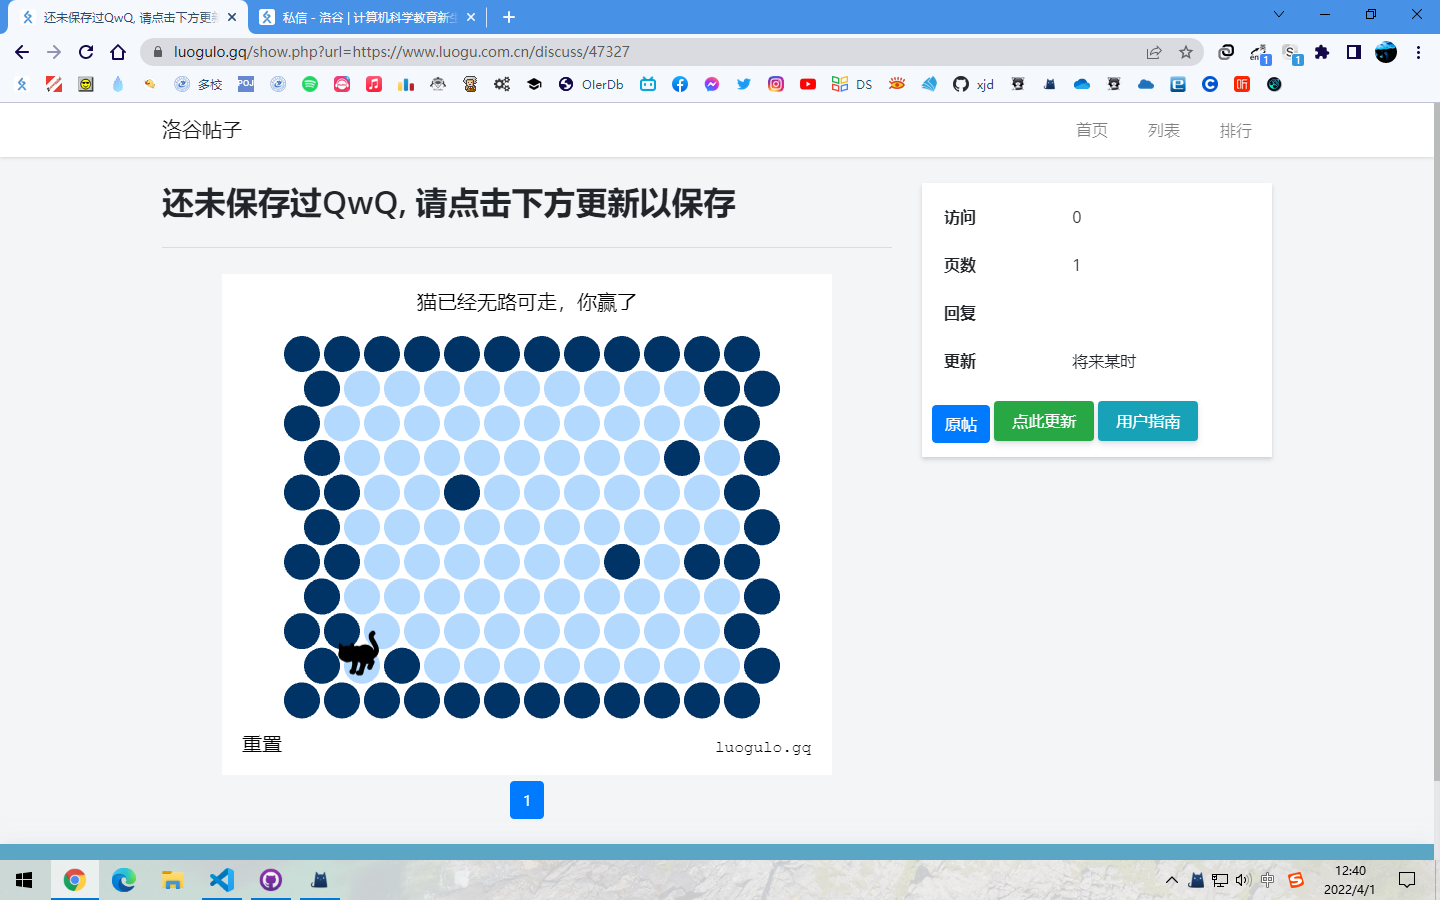 还未保存过QwQ, 请点击下方更新
私信 - 洛谷 | 计算机科学教育新生
luogulo.gq/show.php?url=https://www.luogu.com.cn/discuss/47327
多校
POJ
OIerDb
DS
xjd
洛谷帖子
首页
列表
排行
还未保存过QwQ, 请点击下方更新以保存
访问 0
页数 1
回复
更新 将来某时
原帖
点此更新
用户指南
猫已经无路可走，你赢了
重置
luogulo.gq
1
中
12:40
2022/4/1